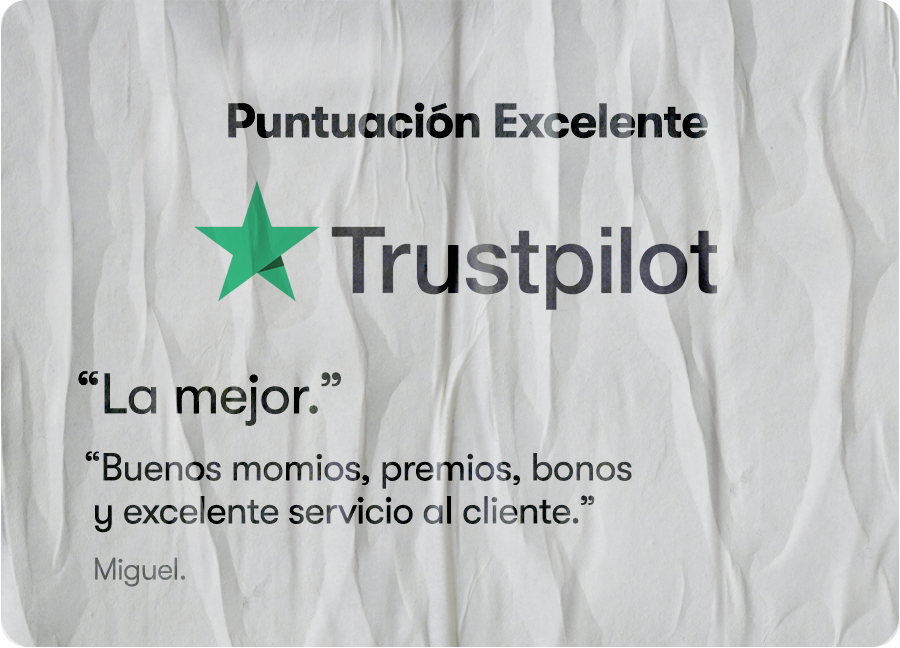 Puntuación Excelente
Trustpilot
“La mejor.”
“Buenos momios, premios, bonos
y excelente servicio al cliente.”
Miguel.